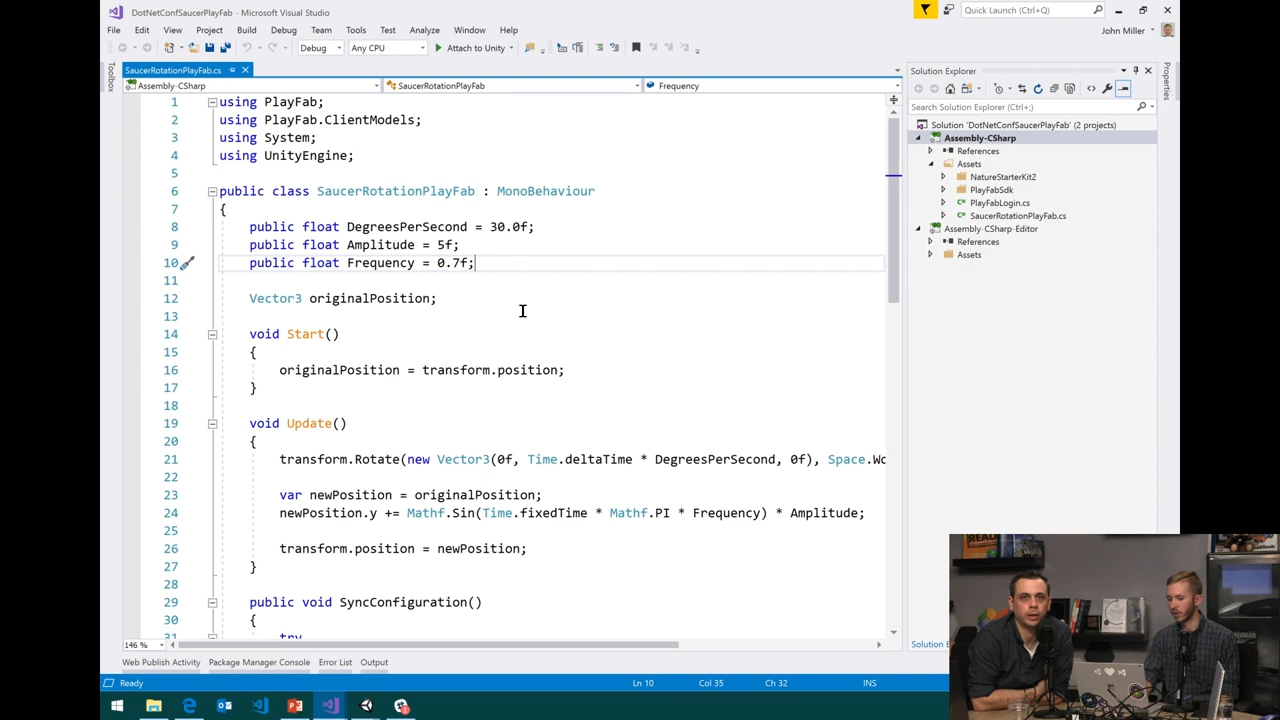 DotNetConfSaucerPlayFab - Microsoft Visual Studio
Quick Launch (Ctrl+Q)
File Edit View Project Build Debug Team Tools Test Analyze Window Help
John Miller
Debug Any CPU Attach to Unity
Toolbox
SaucerRotationPlayFab.cs
Solution Explorer
Properties
Assembly-CSharp SaucerRotationPlayFab Frequency
Search Solution Explorer (Ctrl+;)
Solution 'DotNetConfSaucerPlayFab' (2 projects)
Assembly-CSharp
References
Assets
NatureStarterKit2
PlayFabSdk
PlayFabLogin.cs
SaucerRotationPlayFab.cs
Assembly-CSharp-Editor
References
Assets
1 using PlayFab;
2 using PlayFab.ClientModels;
3 using System;
4 using UnityEngine;
5
6 public class SaucerRotationPlayFab : MonoBehaviour
7 {
8 public float DegreesPerSecond = 30.0f;
9 public float Amplitude = 5f;
10 public float Frequency = 0.7f;
11
12 Vector3 originalPosition;
13
14 void Start()
15 {
16 originalPosition = transform.position;
17 }
18
19 void Update()
20 {
21 transform.Rotate(new Vector3(0f, Time.deltaTime * DegreesPerSecond, 0f), Space.Wo
22
23 var newPosition = originalPosition;
24 newPosition.y += Mathf.Sin(Time.fixedTime * Mathf.PI * Frequency) * Amplitude;
25
26 transform.position = newPosition;
27 }
28
29 public void SyncConfiguration()
30 {
31 try
146 %
Solution E
Web Publish Activity Package Manager Console Error List Output
Ready Ln 10 Col 35 Ch 32 INS